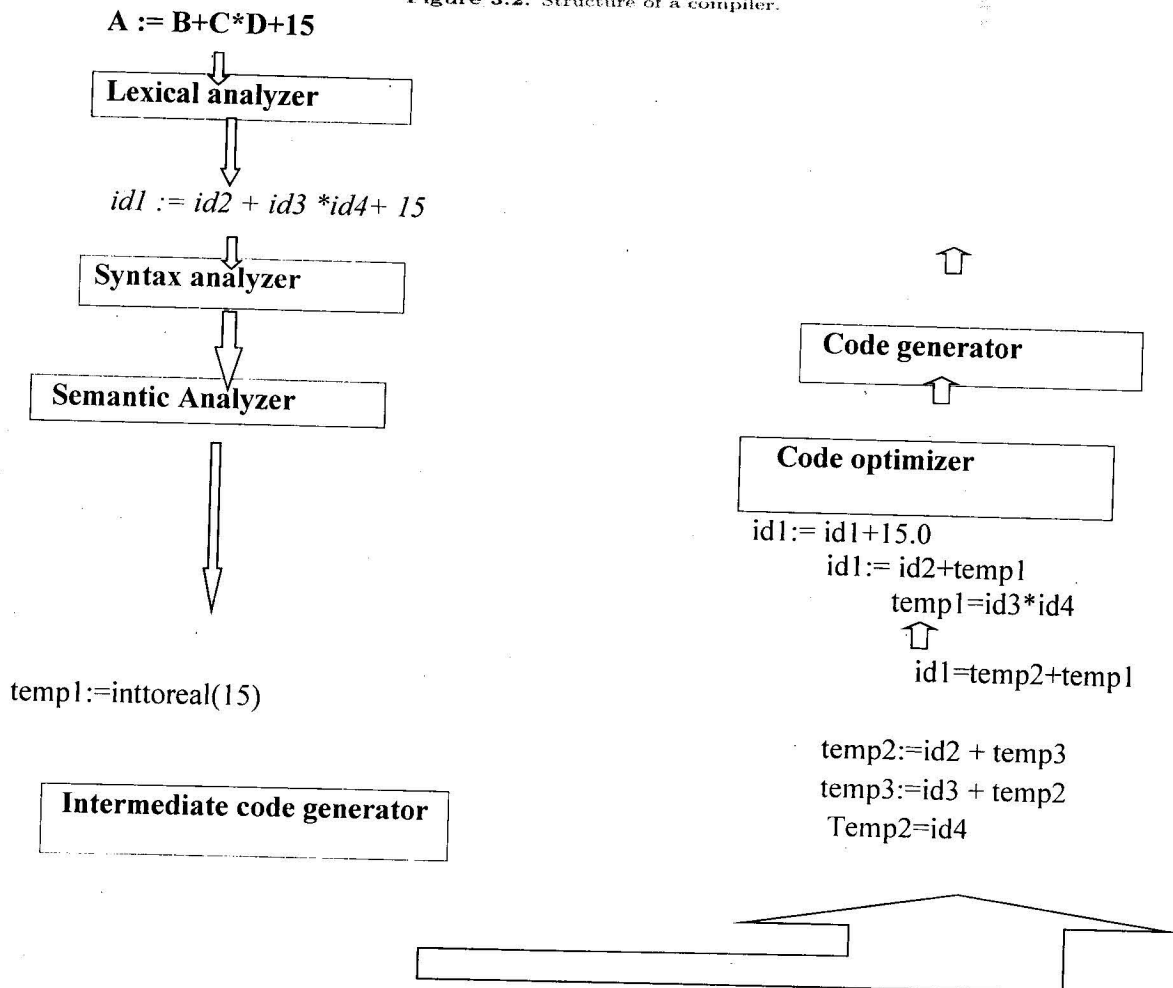 Figure 3.2. Structure of a compiler.
A := B+C*D+15
Lexical analyzer
id1 := id2 + id3 *id4+ 15
Syntax analyzer
Semantic Analyzer
temp1:=inttoreal(15)
Intermediate code generator
Code generator
Code optimizer
id1:= id1+15.0
id1:= id2+temp1
temp1=id3*id4
id1=temp2+temp1
temp2:=id2 + temp3
temp3:=id3 + temp2
Temp2=id4